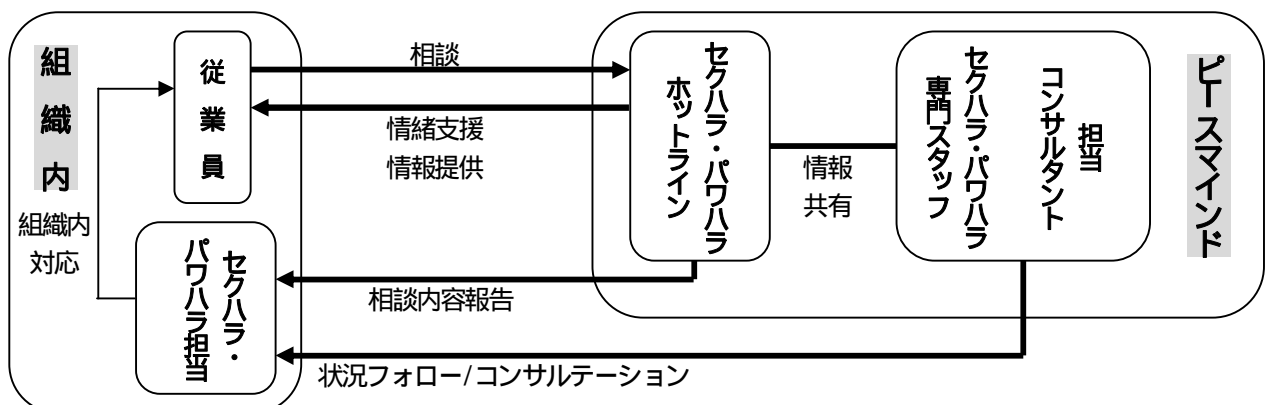 組織内
従業員
組織内
対応
セクハラ・
パワハラ担当
相談
情緒支援
情報提供
相談内容報告
状況フォロー/コンサルテーション
セクハラ・パワハラ
ホットライン
情報
共有
担当
コンサルタント
セクハラ・パワハラ
専門スタッフ
ピースマインド